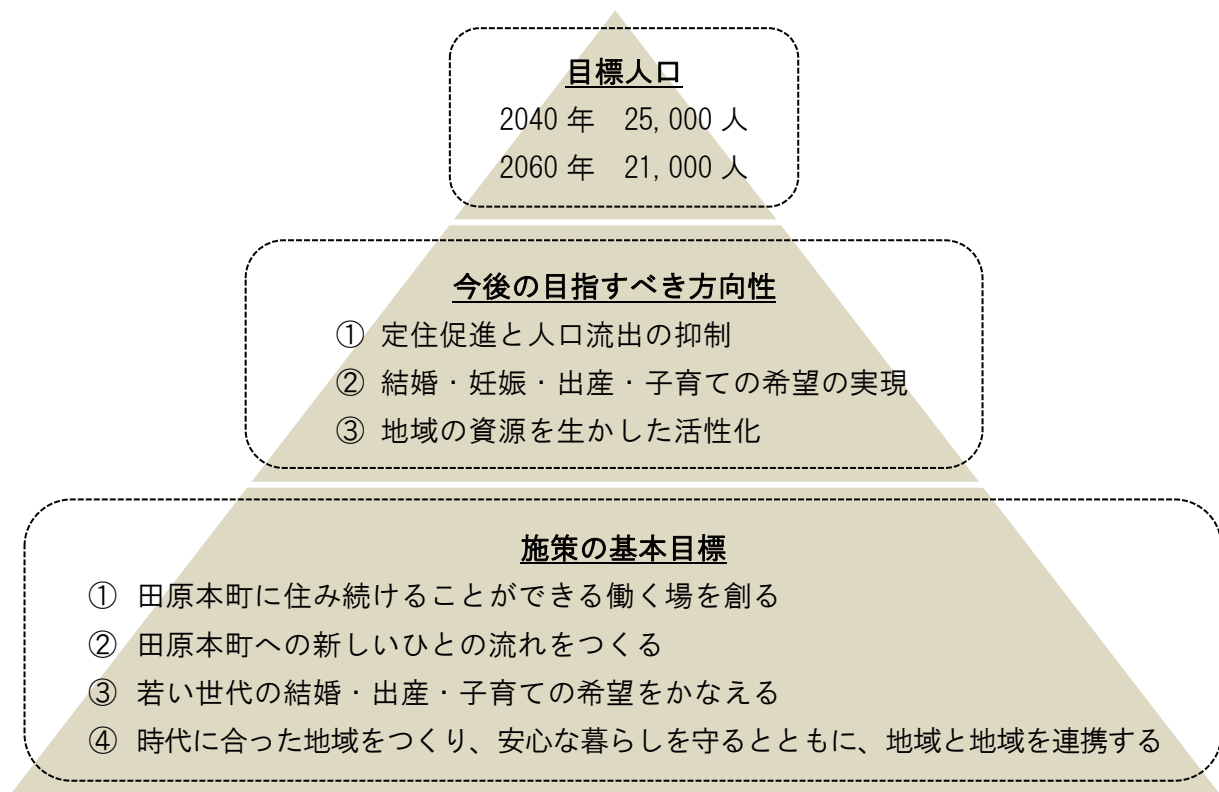 目標人口
2040 年　25,000 人
2060 年　21,000 人
今後の目指すべき方向性
① 定住促進と人口流出の抑制
② 結婚・妊娠・出産・子育ての希望の実現
③ 地域の資源を生かした活性化
施策の基本目標
① 田原本町に住み続けることができる働く場を創る
② 田原本町への新しいひとの流れをつくる
③ 若い世代の結婚・出産・子育ての希望をかなえる
④ 時代に合った地域をつくり、安心な暮らしを守るとともに、地域と地域を連携する